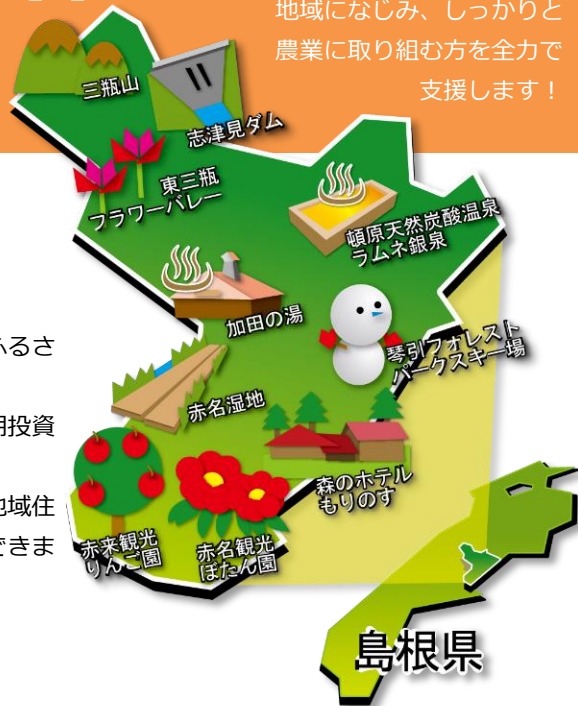 地域になじみ、しっかりと
農業に取り組む方を全力で
支援します！
三瓶山
志津見ダム
東三瓶
フラワーバレー
頓原天然炭酸温泉
ラムネ銀泉
加田の湯
琴引フォレスト
パークスキー場
ふるさ
赤名湿地
期投資
森のホテル
もりのす
地域住
できま
赤来観光
りんご園
赤名観光
ぼたん園
島根県